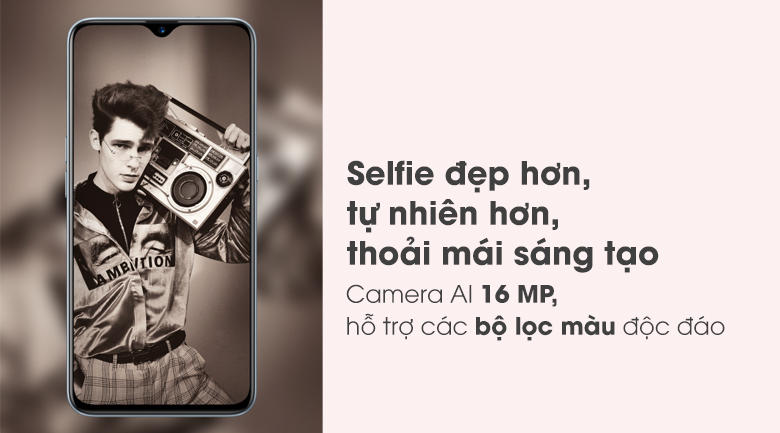 AMBITION
Selfie đẹp hơn,
tự nhiên hơn,
thoải mái sáng tạo
Camera AI 16 MP,
hỗ trợ các bộ lọc màu độc đáo